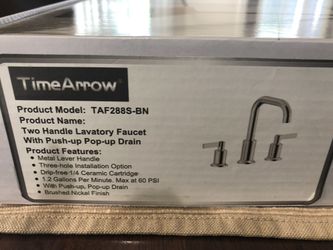 TimeArrow®
Product Model: TAF288S-BN
Product Name:
Two Handle Lavatory Faucet
With Push-up Pop-up Drain
Product Features:
- Metal Lever Handle
- Three-hole Installation Option
- Drip-free 1/4 Ceramic Cartridge
- 1.2 Gallons Per Minute. Max at 60 PSI
- With Push-up, Pop-up Drain
- Brushed Nickel Finish